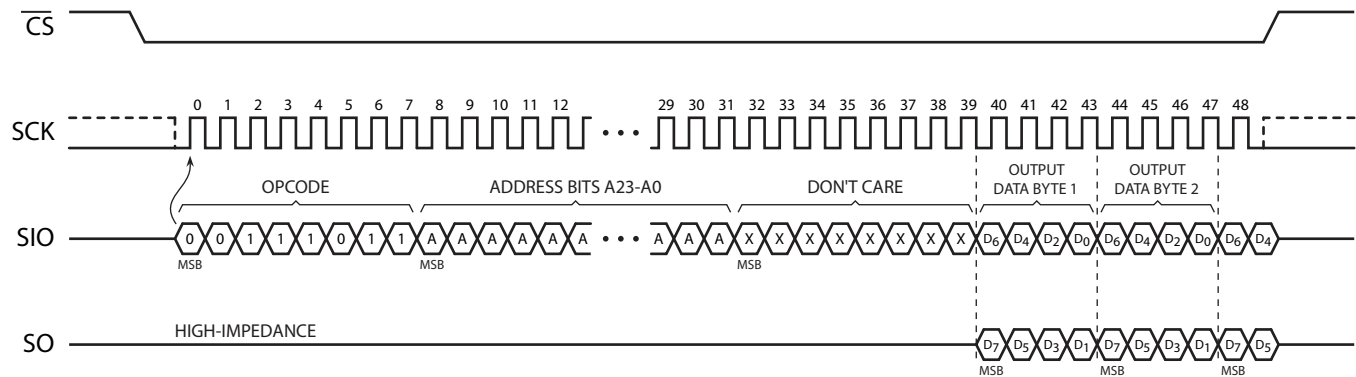 CS
0 1 2 3 4 5 6 7 8 9 10 11 12 29 30 31 32 33 34 35 36 37 38 39 40 41 42 43 44 45 46 47 48
SCK
OPCODE ADDRESS BITS A23-A0 DON'T CARE
OUTPUT
DATA BYTE 1
OUTPUT
DATA BYTE 2
SIO 0 0 1 1 1 0 1 1 A A A A A A A A A X X X X X X X X D6 D4 D2 D0 D6 D4 D2 D0 D6 D4
MSB MSB MSB
HIGH-IMPEDANCE
SO D7 D5 D3 D1 D7 D5 D3 D1 D7 D5
MSB MSB MSB